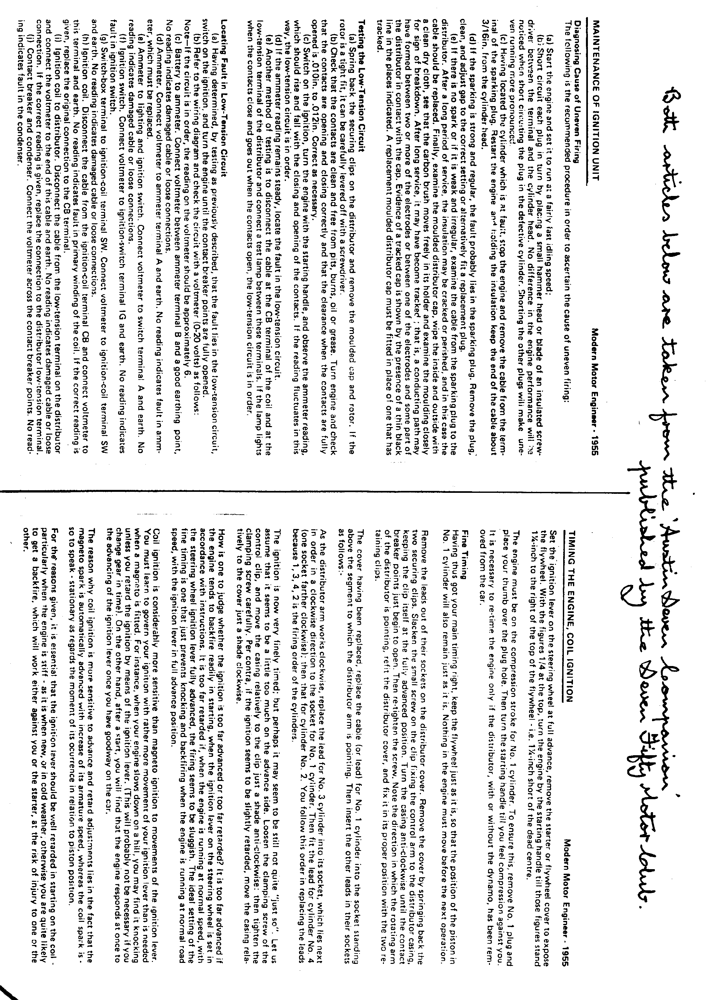 Both articles below are taken from the 'Austin Seven Companion'
published by the Seven Fifty Motor Club.
MAINTENANCE OF IGNITION UNIT
Modern Motor Engineer - 1955
Diagnosing Cause of Uneven Firing
The following is the recommended procedure in order to ascertain the cause of uneven firing:
(a) Start the engine and set it to run at a fairly fast idling speed;
(b) Short circuit each plug in turn by placing a small hammer head or blade of an insulated screw-
driver between the terminal and the cylinder head. No difference in the engine performance will be
noticed when short circuiting the plug in the defective cylinder. Shorting the other plugs will make une-
ven running more pronounced.
(c) Having located the cylinder which is at fault, stop the engine and remove the cable from the term-
inal of the sparking plug. Restart the engine and holding the insulation keep the end of the cable about
3/16in. from the cylinder head.
(d) If the sparking is strong and regular, the fault probably lies in the sparking plug. Remove the plug,
clean, and adjust gap to the correct setting or alternatively fit a replacement plug.
(e) If there is no spark or if it is weak and irregular, examine the cable from the sparking plug to the
distributor. After a long period of service, the insulation may be cracked or perished, and in this case the
cable should be replaced. Finally, examine the moulded distributor cap, wipe the inside and outside with
a clean dry cloth, see that the carbon brush moves freely in its holder and examine the moulding closely
for sign of breakdown. After long service, it may have become tracked ; that is, a conducting path may
have formed between two or more of the electrodes or between one of the electrodes and some part of
the distributor in contact with the cap. Evidence of a tracked cap is shown by the presence of a thin black
line in the places indicated. A replacement moulded distributor cap must be fitted in place of one that has
tracked.
Testing the Low-Tension Circuit
(a) Spring back the securing clips on the distributor and remove the moulded cap and rotor. If the
rotor is a tight fit, it can be carefully levered off with a screwdriver.
(b) Check that the contacts are clean and free from pits, burns, oil or grease. Turn engine and check
that the contacts are opening and closing correctly and that the clearance when the contacts are fully
opened is .010in. to .012in. Correct as necessary.
(c) Switch on the ignition, turn the engine with the starting handle, and observe the ammeter reading,
which should rise and fall with the closing and opening of the contacts. If the reading fluctuates in this
way, the low-tension circuit is in order.
(d) If the ammeter reading remains steady, locate the fault in the low-tension circuit.
(e) Another method of testing is to disconnect the cable at the CB terminal of the coil and at the
low-tension terminal of the distributor and connect a test lamp between these terminals. If the lamp lights
when the contacts close and goes out when the contacts open, the low-tension circuit is in order.
Locating Fault in Low-Tension Circuit
(a) Having determined, by testing as previously described, that the fault lies in the low-tension circuit,
switch on the ignition, and turn the engine until the contact breaker points are fully opened.
(b) Refer to the wiring diagram and check the circuit with a voltmeter (0-20 volts) as follows:
Note—If the circuit is in order, the reading on the voltmeter should be approximately 6.
(c) Battery to ammeter. Connect voltmeter between ammeter terminal B and a good earthing point,
No reading indicates damaged cable or loose connections.
(d) Ammeter. Connect voltmeter to ammeter terminal A and earth. No reading indicates fault in amm-
eter, which must be replaced.
(e) Ammeter to lighting and ignition switch. Connect voltmeter to switch terminal A and earth. No
reading indicates damaged cable or loose connections.
(f) Ignition switch. Connect voltmeter to ignition-switch terminal IG and earth. No reading indicates
fault in ignition switch.
(g) Switch-box terminal to ignition-coil terminal SW. Connect voltmeter to ignition-coil terminal SW
and earth. No reading indicates damaged cable or loose connections.
(h) Ignition coil. Disconnect the cable from the ignition-coil terminal CB and connect voltmeter to
this terminal and earth. No reading indicates fault in primary winding of the coil. If the correct reading is
given, replace the original connection to the CB terminal.
(i) Ignition coil to distributor. Disconnect the cable from the low-tension terminal on the distributor
and connect the voltmeter to the end of this cable and earth. No reading indicates damaged cable or loose
connection. If the correct reading is given, replace the connection to the distributor low-tension terminal.
(j) Contact breaker and condenser. Connect the voltmeter across the contact breaker points. No read-
ing indicates fault in the condenser.
TIMING THE ENGINE, COIL IGNITION
Modern Motor Engineer - 1955
Set the ignition lever on the steering wheel at full advance, remove the starter or flywheel cover to expose
the flywheel. With the figures 1/4 at the top, turn the engine by the starting handle till those figures stand
1¼-inch to the right of the top of the flywheel - i.e. 1¼-inch short of the dead centre.
The engine must be on the compression stroke for No. 1 cylinder. To ensure this, remove No. 1 plug and
place your thumb over the plug hole. Then turn the starting handle till you feel compression against you.
It is necessary to re-time the engine only if the distributor, with or without the dynamo, has been rem-
oved from the car.
Fine Timing
Having thus got your main timing right, keep the flywheel just as it is, so that the position of the piston in
No. 1 cylinder will also remain just as it is. Nothing in the engine must move before the next operation.
Remove the leads out of their sockets on the distributor cover. Remove the cover by springing back the
two securing clips. Slacken the small screw on the clip fixing the control arm to the distributor casing,
keeping the clip itself at the fully advanced position. Turn the casing anti-clockwise until the contact
breaker points just begin to open. Then re-tighten the screw. Note the direction in which the rotating arm
of the distributor is pointing, refit the distributor cover, and fix it in its proper position with the two re-
taining clips.
The cover having been replaced, replace the cable (or lead) for No. 1 cylinder into the socket standing
above the segment to which the distributor arm is pointing. Then insert the other leads in their sockets
as follows:-
As the distributor arm works clockwise, replace the lead for No. 3 cylinder into its socket, which lies next
in order in a clockwise direction to the socket for No. 1 cylinder. Then fit the lead for cylinder No. 4
(one socket farther clockwise); then that for cylinder No. 2. You follow this order in replacing the leads
because 1, 3, 4, 2 is the firing order of the cylinders.
The ignition is now very finely timed; but perhaps it may seem to be still not quite "just so". Let us
assume that it seems to be a little too much on the advance side. Loosen the clamping screw of the
control clip, and move the casing relatively to the clip just a shade anti-clockwise: then tighten the
clamping screw carefully. Per contra, if the ignition seems to be slightly retarded, move the casing rela-
tively to the cover just a shade clockwise.
How is one to judge whether the ignition is too far advanced or too far retarded? It is too far advanced if
the engine tends to backfire readily in starting, when the ignition lever on the steering wheel is set in
accordance with instructions. It is too far retarded if, when the engine is running at normal speed, with
the steering wheel ignition lever fully advanced, the firing seems to be sluggish. The ideal setting of the
fine timing is one that just prevents knocking and backfiring when the engine is running at normal road
speed, with the ignition lever in full advance position.
Coil ignition is considerably more sensitive than magneto ignition to movements of the ignition lever.
You must learn to govern your ignition with rather more movement of your ignition lever than is needed
when a magneto is fitted. For instance, when your engine slows down on a hill, you may find it knocking
unless you retard the ignition by means of the ignition lever. (This will probably not be necessary if you
change gear in time). On the other hand, after a start, you will find that the engine responds at once to
the advancing of the ignition lever once you have goodway on the car.
The reason why coil ignition is more sensitive to advance and retard adjustments lies in the fact that the
magneto spark is automatically advanced with increase of its armature speed, whereas the coil spark is -
so to speak - stationary as regards the moment of its ocurrence in relation to piston position.
For the reasons given, it is essential that the ignition lever should be well retarded in starting on the coil -
particularly when the engine is stiff - as it is when new, or in cold weather; otherwise you are quite likely
to get a backfire, which will work either against you or the starter, at the risk of injury to one or the
other.